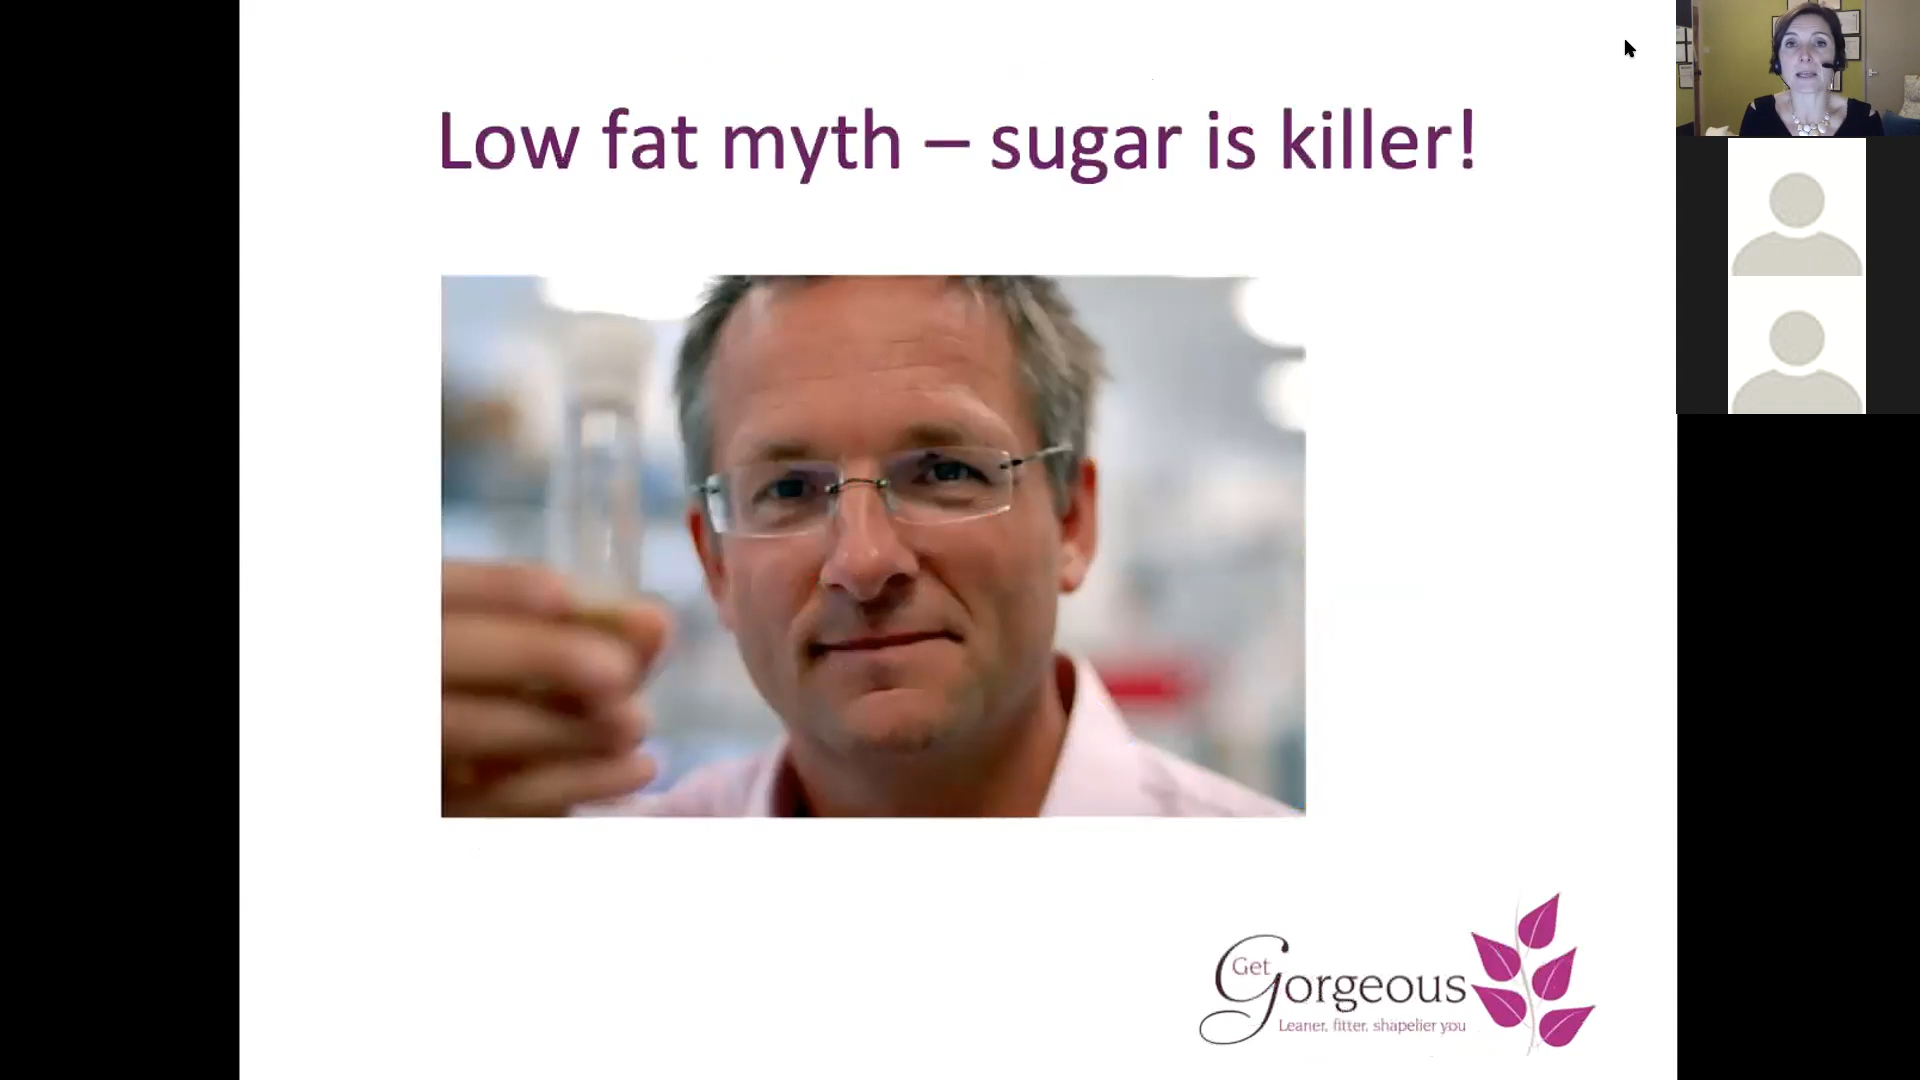 Low fat myth – sugar is killer!
Get
Gorgeous
Leaner, fitter, shapelier you